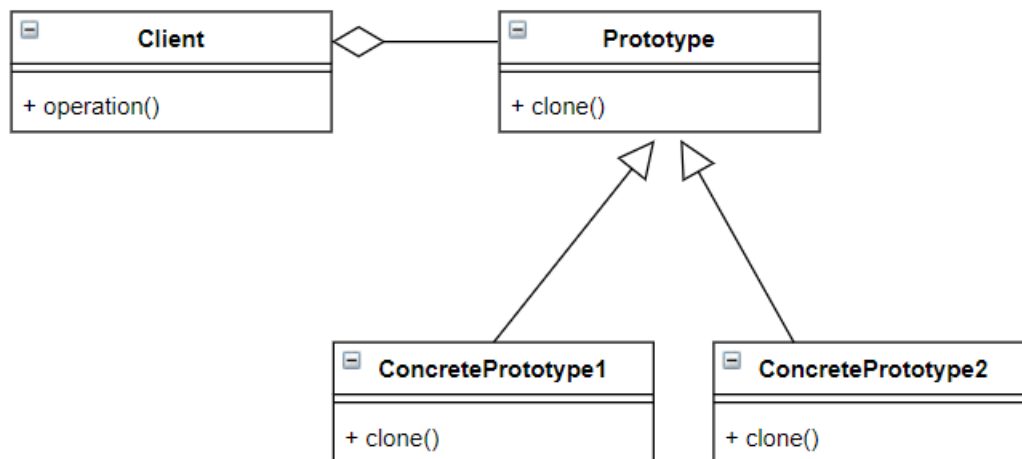 Client
+ operation()
Prototype
+ clone()
ConcretePrototype1
+ clone()
ConcretePrototype2
+ clone()